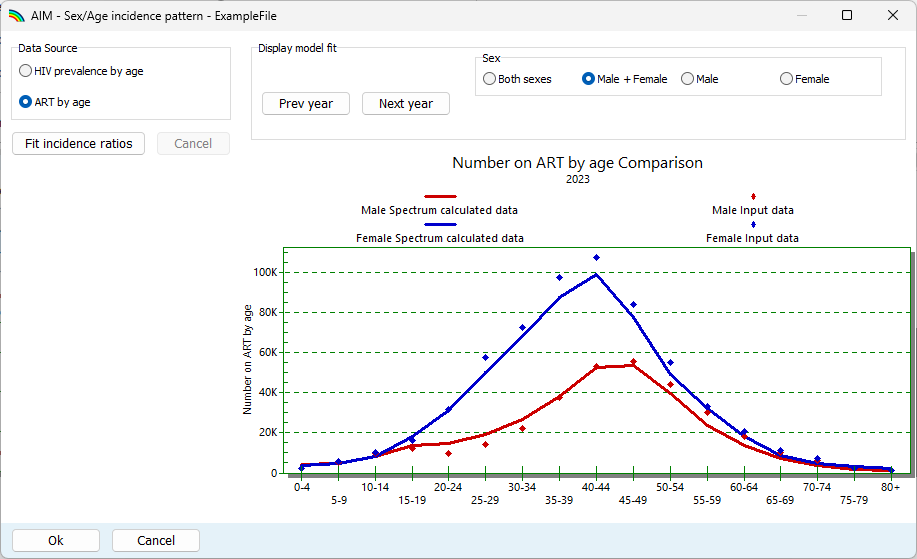 AIM - Sex/Age incidence pattern - ExampleFile
Data Source
HIV prevalence by age
ART by age
Fit incidence ratios
Cancel
Display model fit
Prev year
Next year
Sex
Both sexes
Male + Female
Male
Female
Number on ART by age Comparison
2023
Male Spectrum calculated data
Male Input data
Female Spectrum calculated data
Female Input data
Number on ART by age
100K
80K
60K
40K
20K
0
0-4
5-9
10-14
15-19
20-24
25-29
30-34
35-39
40-44
45-49
50-54
55-59
60-64
65-69
70-74
75-79
80+
Ok
Cancel